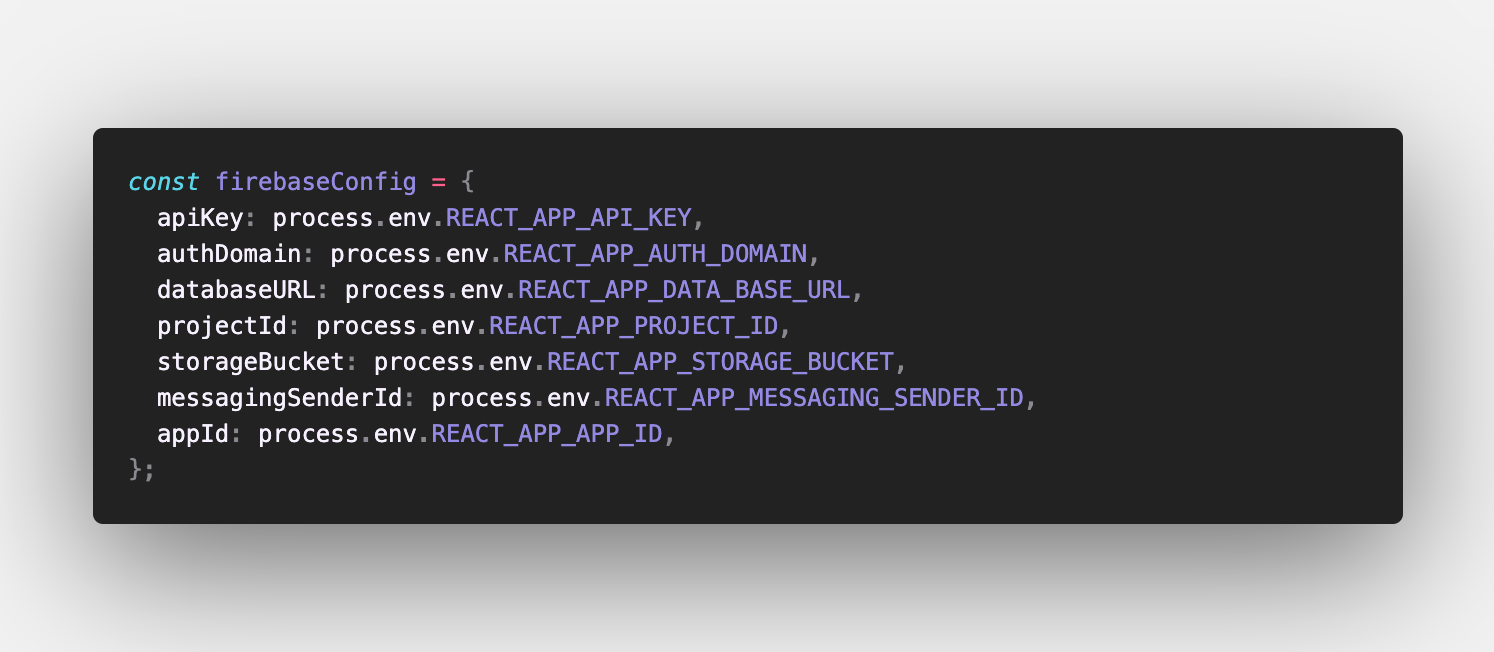 const firebaseConfig = {
  apiKey: process.env.REACT_APP_API_KEY,
  authDomain: process.env.REACT_APP_AUTH_DOMAIN,
  databaseURL: process.env.REACT_APP_DATA_BASE_URL,
  projectId: process.env.REACT_APP_PROJECT_ID,
  storageBucket: process.env.REACT_APP_STORAGE_BUCKET,
  messagingSenderId: process.env.REACT_APP_MESSAGING_SENDER_ID,
  appId: process.env.REACT_APP_APP_ID,
};